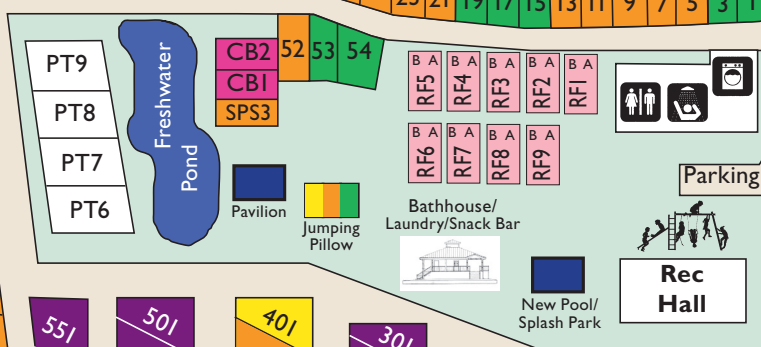 25 21 19 17 15 13 11 9 7 5 3 1
PT9
PT8
PT7
PT6
Freshwater
Pond
CB2
CB1
SPS3
52
53
54
B A
RF5
B A
RF4
B A
RF3
B A
RF2
B A
RF1
B A
RF6
B A
RF7
B A
RF8
B A
RF9
Parking
Pavilion
Jumping
Pillow
Bathhouse/
Laundry/Snack Bar
New Pool/
Splash Park
Rec
Hall
551
501
401
301